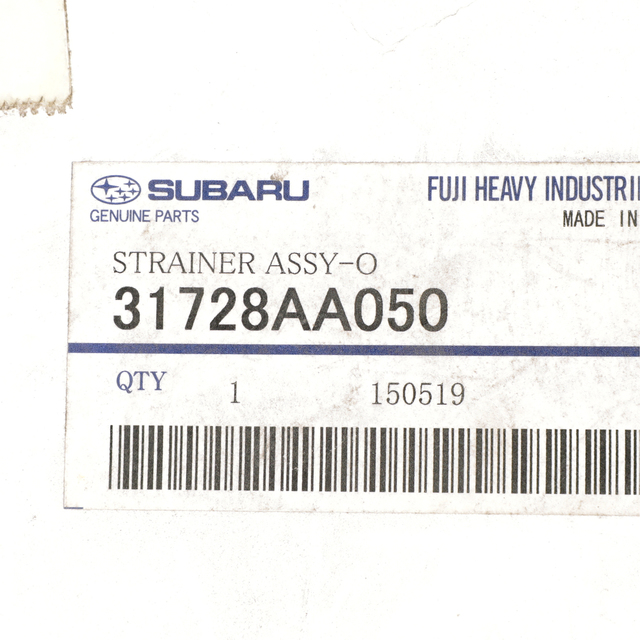 SUBARU FUJI HEAVY INDUSTRI
GENUINE PARTS MADE IN
STRAINER ASSY-O
31728AA050
QTY 1 150519